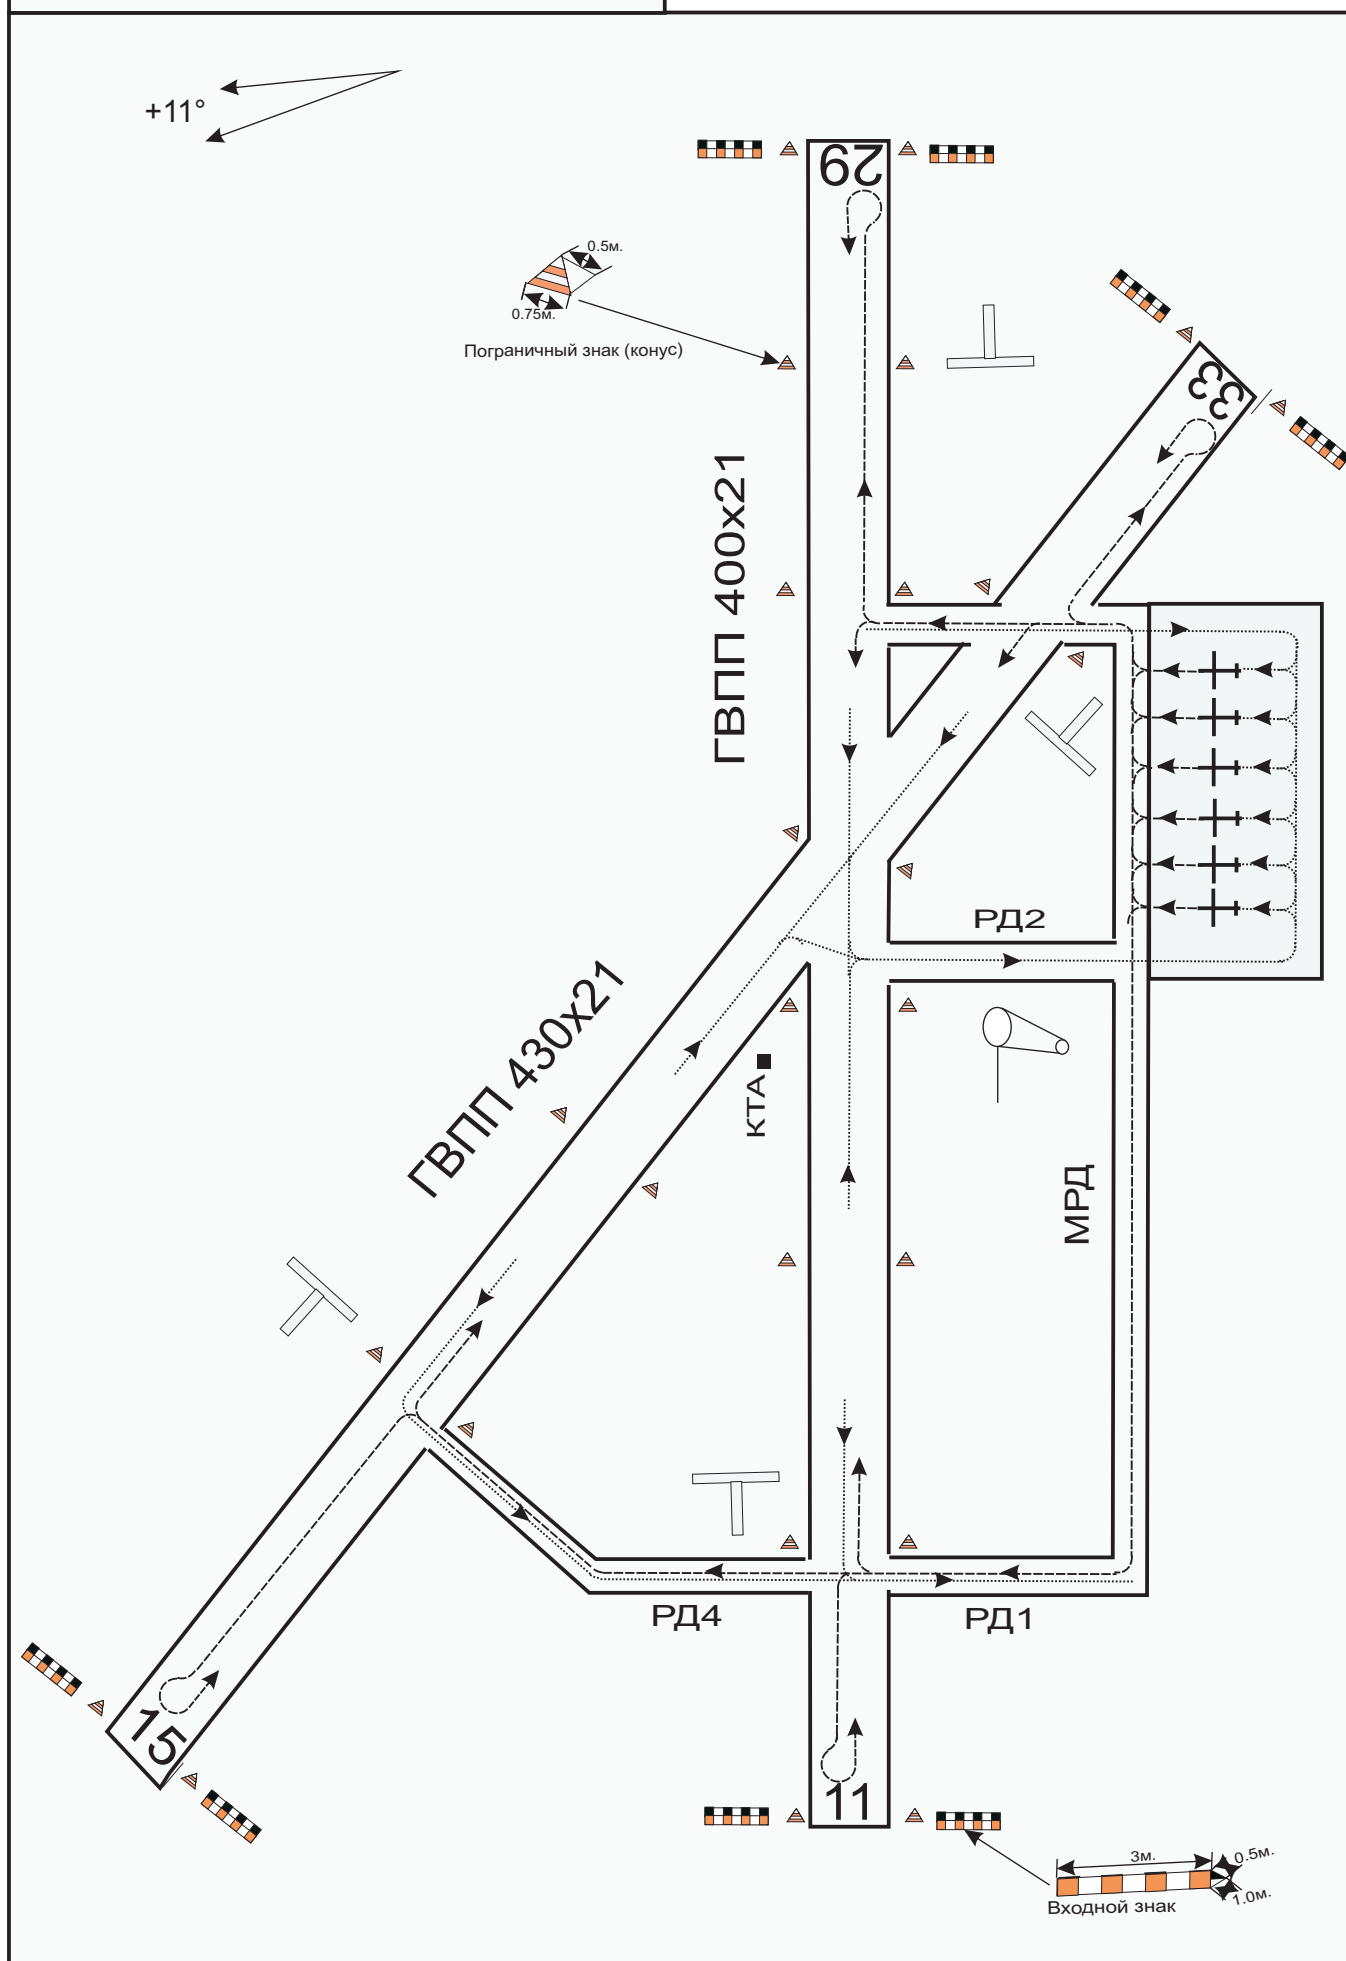 +11°
29
0.5м.
0.75м.
Пограничный знак (конус)
33
ГВПП 400х21
РД2
ГВПП 430х21
КТА
МРД
РД4
РД1
15
11
3м.
0.5м.
1.0м.
Входной знак